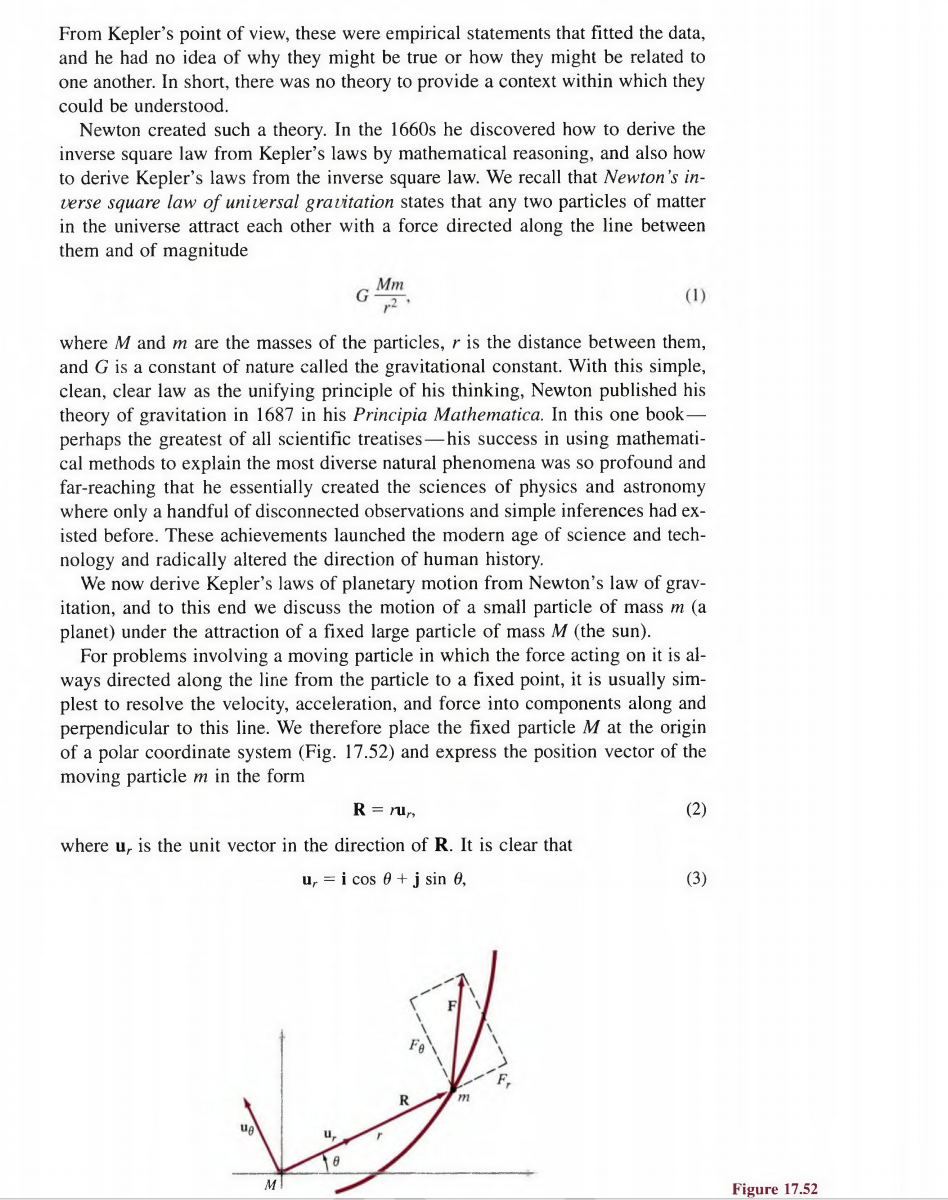 From Kepler's point of view, these were empirical statements that fitted the data,
and he had no idea of why they might be true or how they might be related to
one another. In short, there was no theory to provide a context within which they
could be understood.
Newton created such a theory. In the 1660s he discovered how to derive the
inverse square law from Kepler's laws by mathematical reasoning, and also how
to derive Kepler's laws from the inverse square law. We recall that Newton's in-
verse square law of universal gravitation states that any two particles of matter
in the universe attract each other with a force directed along the line between
them and of magnitude
G Mm/r², (1)
where M and m are the masses of the particles, r is the distance between them,
and G is a constant of nature called the gravitational constant. With this simple,
clean, clear law as the unifying principle of his thinking, Newton published his
theory of gravitation in 1687 in his Principia Mathematica. In this one book—
perhaps the greatest of all scientific treatises—his success in using mathemati-
cal methods to explain the most diverse natural phenomena was so profound and
far-reaching that he essentially created the sciences of physics and astronomy
where only a handful of disconnected observations and simple inferences had ex-
isted before. These achievements launched the modern age of science and tech-
nology and radically altered the direction of human history.
We now derive Kepler's laws of planetary motion from Newton's law of grav-
itation, and to this end we discuss the motion of a small particle of mass m (a
planet) under the attraction of a fixed large particle of mass M (the sun).
For problems involving a moving particle in which the force acting on it is al-
ways directed along the line from the particle to a fixed point, it is usually sim-
plest to resolve the velocity, acceleration, and force into components along and
perpendicular to this line. We therefore place the fixed particle M at the origin
of a polar coordinate system (Fig. 17.52) and express the position vector of the
moving particle m in the form
R = ruᵣ, (2)
where uᵣ is the unit vector in the direction of R. It is clear that
uᵣ = i cos θ + j sin θ, (3)
F
F_θ
Fᵣ
R
m
u_θ
uᵣ
r
θ
M
Figure 17.52